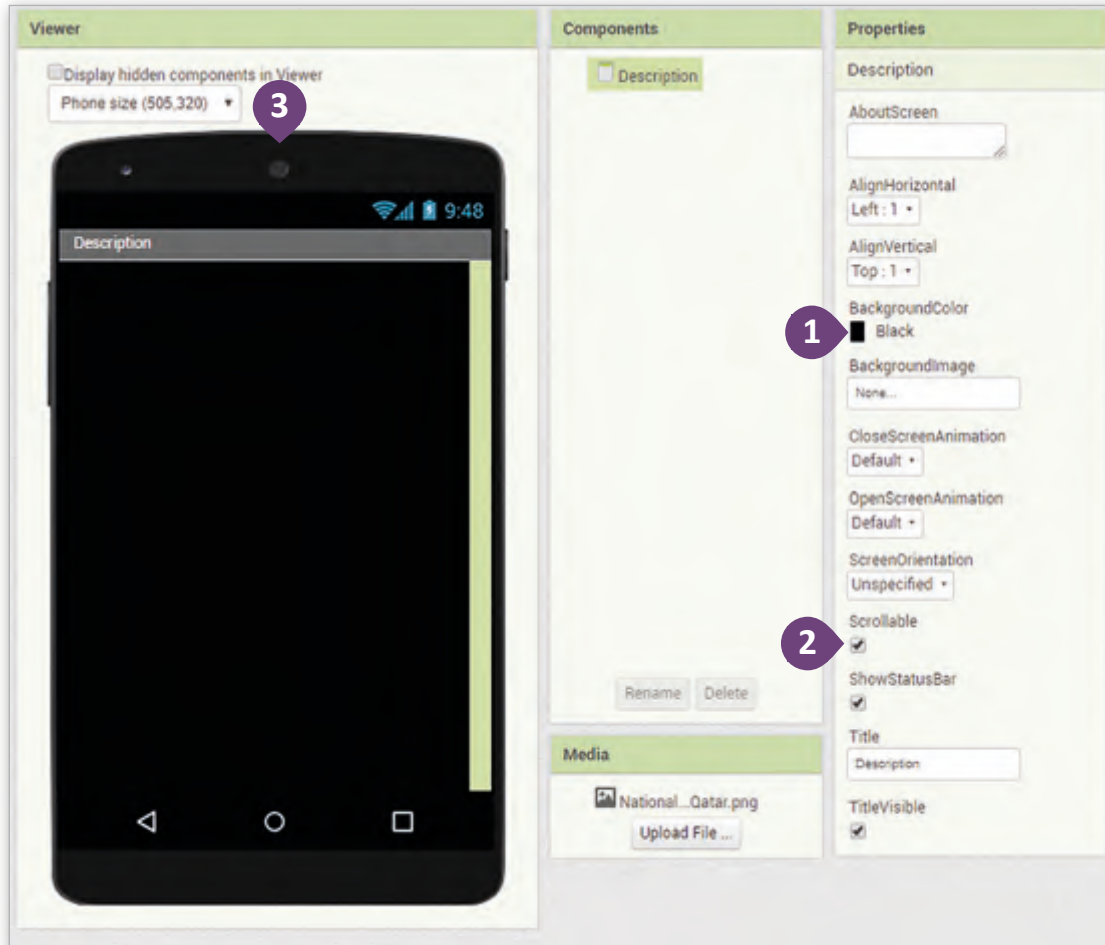 Viewer
Display hidden components in Viewer
Phone size (505,320)
3
9:48
Description
Components
Description
Rename Delete
Media
National...Qatar.png
Upload File ...
Properties
Description
AboutScreen
AlignHorizontal
Left : 1
AlignVertical
Top : 1
BackgroundColor
1
Black
BackgroundImage
None...
CloseScreenAnimation
Default
OpenScreenAnimation
Default
ScreenOrientation
Unspecified
Scrollable
2
ShowStatusBar
Title
Description
TitleVisible